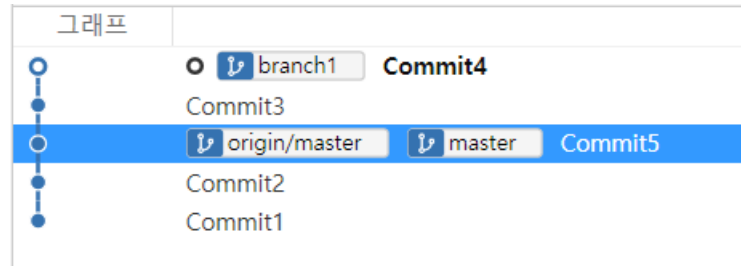 그래프
branch1 Commit4
Commit3
origin/master master Commit5
Commit2
Commit1